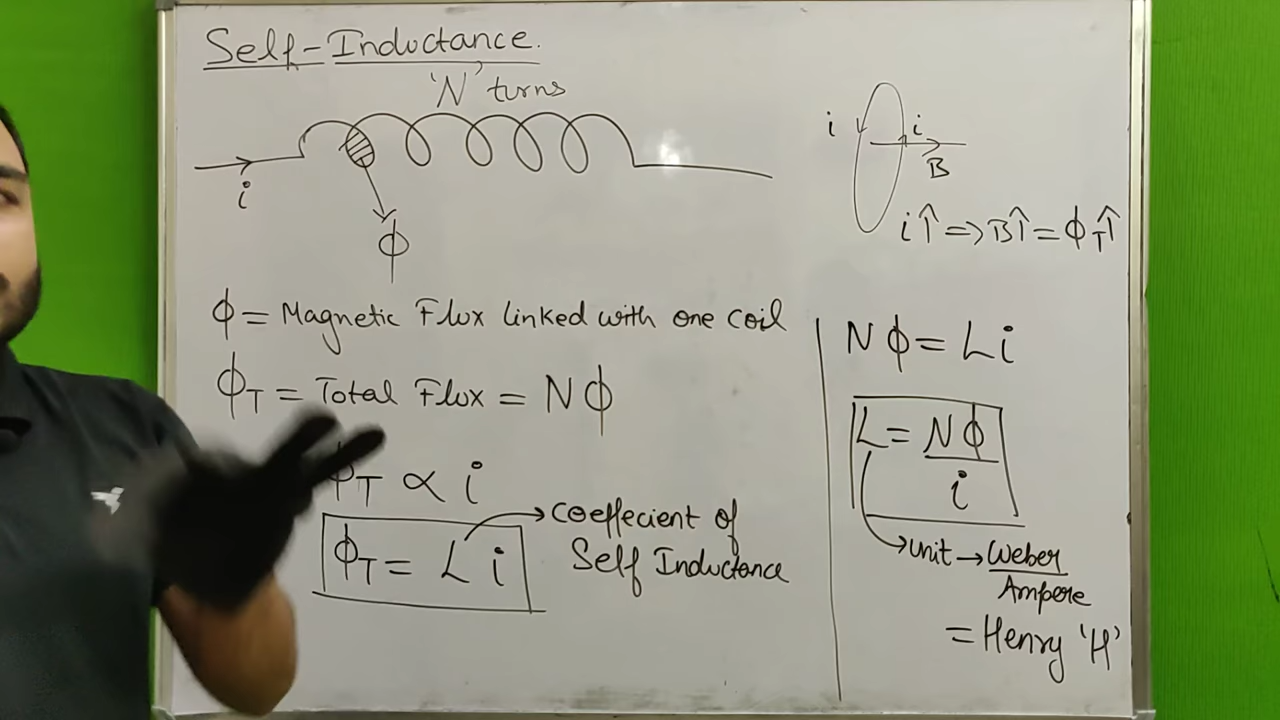 Self-Inductance.
'N' turns
i
ϕ
i
i
B
i↑ => B↑ = ϕT↑
ϕ = Magnetic Flux linked with one coil
ϕT = Total Flux = Nϕ
ϕT ∝ i
ϕT = Li
→ coeffecient of
Self Inductance
Nϕ = Li
L = Nϕ/i
→ unit → Weber/Ampere
= Henry 'H'